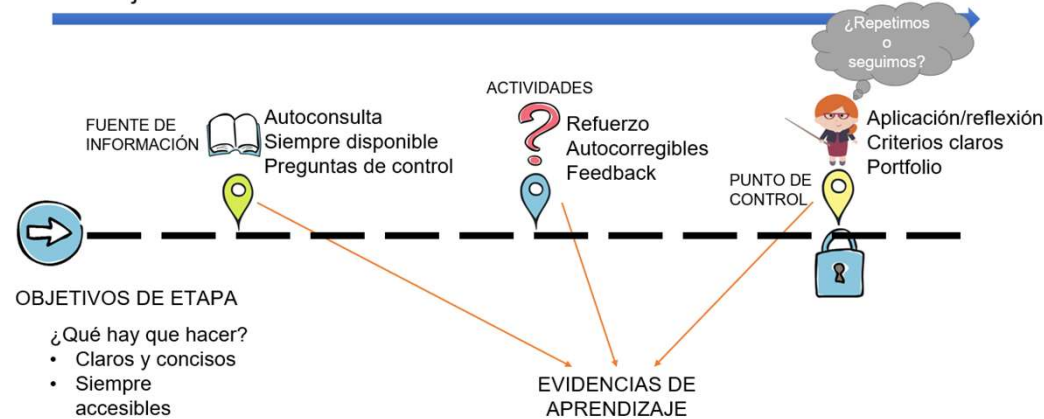 ¿Repetimos
o
seguimos?
FUENTE DE
INFORMACIÓN
Autoconsulta
Siempre disponible
Preguntas de control
ACTIVIDADES
Refuerzo
Autocorregibles
Feedback
PUNTO DE
CONTROL
Aplicación/reflexión
Criterios claros
Portfolio
OBJETIVOS DE ETAPA
¿Qué hay que hacer?
• Claros y concisos
• Siempre
accesibles
EVIDENCIAS DE
APRENDIZAJE